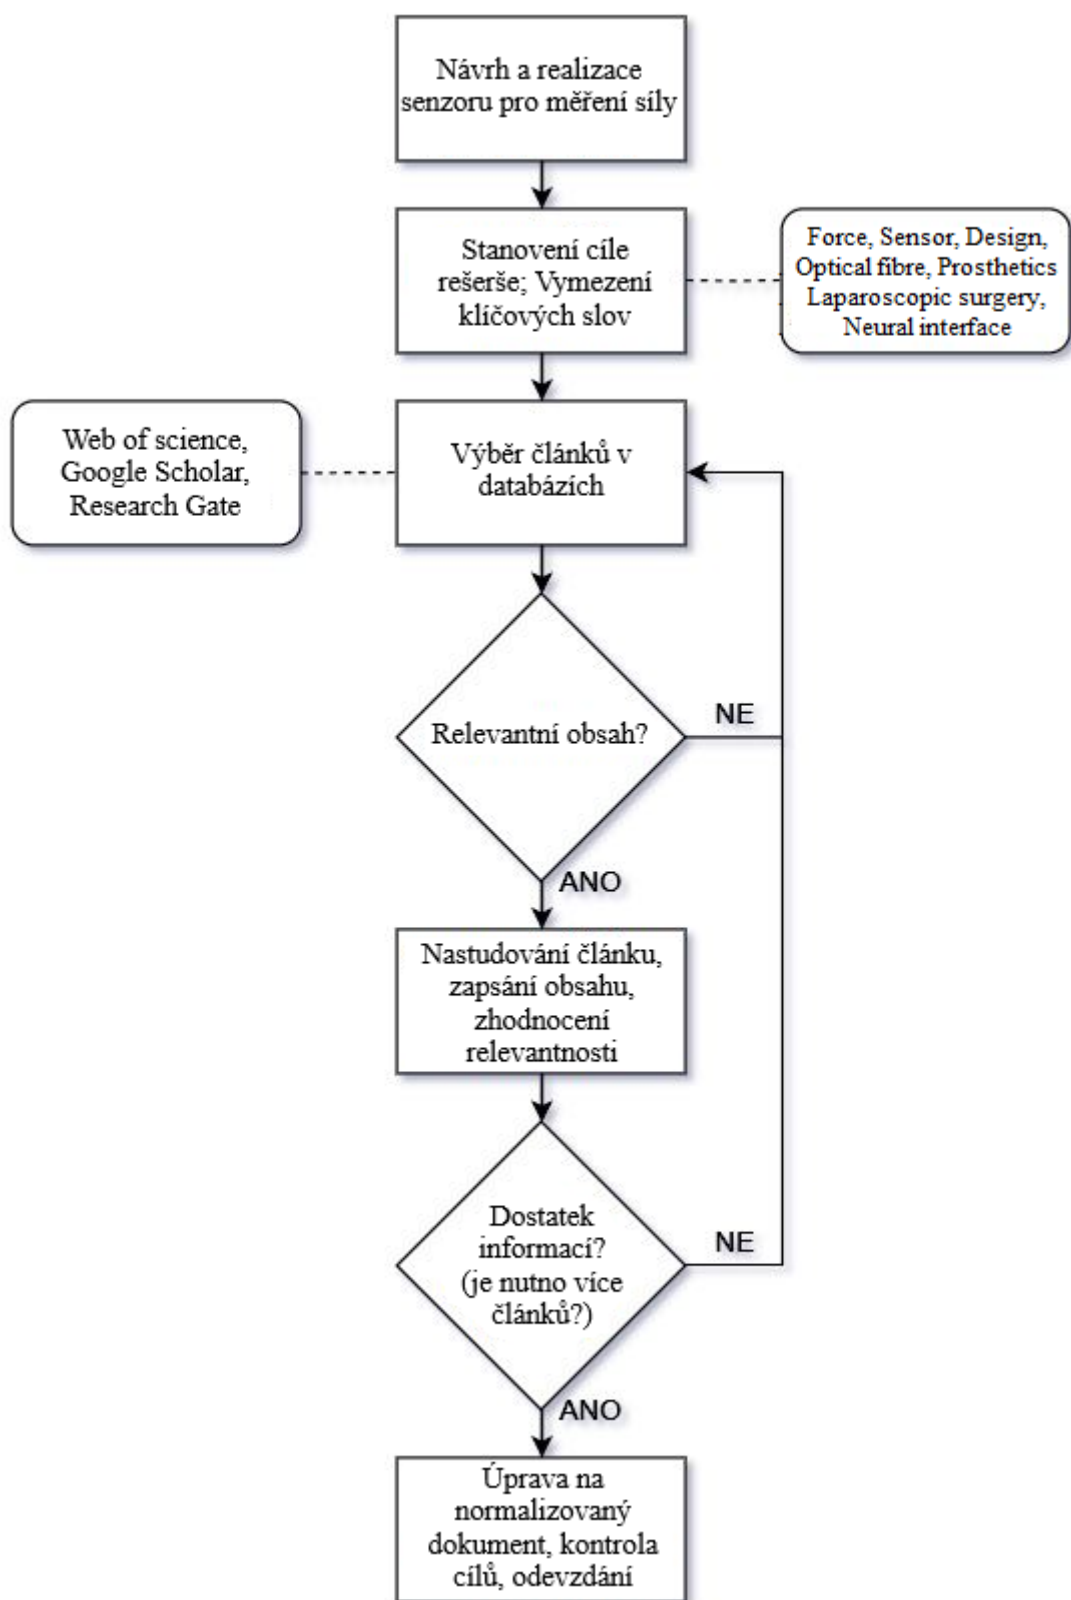 Návrh a realizace
senzoru pro měření síly
Stanovení cíle
rešerše; Vymezení
klíčových slov
Force, Sensor, Design,
Optical fibre, Prosthetics
Laparoscopic surgery,
Neural interface
Web of science,
Google Scholar,
Research Gate
Výběr článků v
databázích
Relevantní obsah?
NE
ANO
Nastudování článku,
zapsání obsahu,
zhodnocení
relevantnosti
Dostatek
informací?
(je nutno více
článků?)
NE
ANO
Úprava na
normalizovaný
dokument, kontrola
cílů, odevzdání